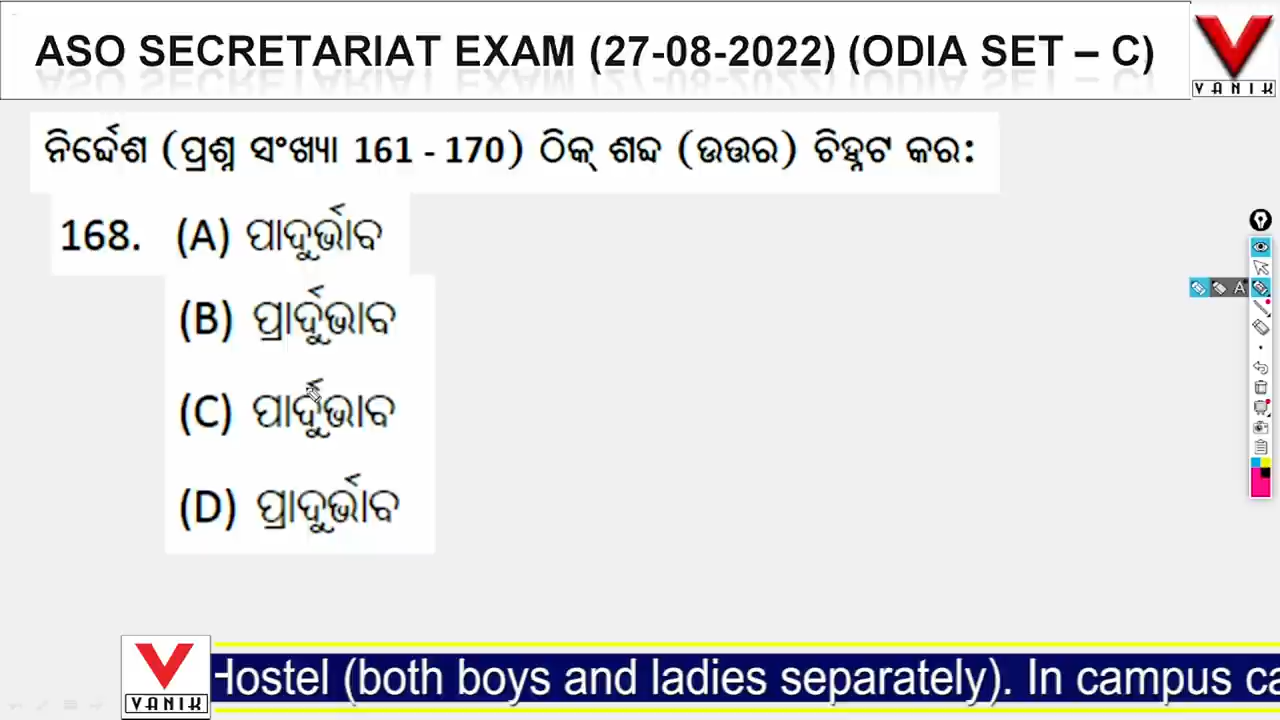 ASO SECRETARIAT EXAM (27-08-2022) (ODIA SET – C)
VANIK
ନିର୍ଦ୍ଦେଶ (ପ୍ରଶ୍ନ ସଂଖ୍ୟା 161 - 170) ଠିକ୍ ଶବ୍ଦ (ଉତ୍ତର) ଚିହ୍ନଟ କର:
168. (A) ପାଦୁର୍ଭାବ
(B) ପ୍ରାର୍ଦୁଭାବ
(C) ପାର୍ଦୁଭାବ
(D) ପ୍ରାଦୁର୍ଭାବ
VANIK
Hostel (both boys and ladies separately). In campus ca